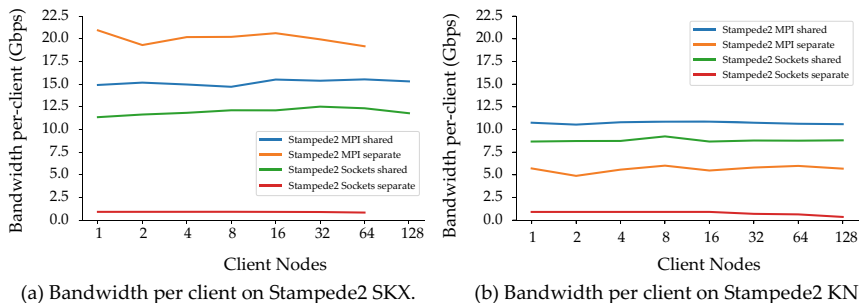 22.5
20.0
17.5
15.0
12.5
10.0
7.5
5.0
2.5
0.0
Bandwidth per-client (Gbps)
Stampede2 MPI shared
Stampede2 MPI separate
Stampede2 Sockets shared
Stampede2 Sockets separate
1 2 4 8 16 32 64 128
Client Nodes
(a) Bandwidth per client on Stampede2 SKX.
22.5
20.0
17.5
15.0
12.5
10.0
7.5
5.0
2.5
0.0
Bandwidth per-client (Gbps)
Stampede2 MPI shared
Stampede2 MPI separate
Stampede2 Sockets shared
Stampede2 Sockets separate
1 2 4 8 16 32 64 128
Client Nodes
(b) Bandwidth per client on Stampede2 KN